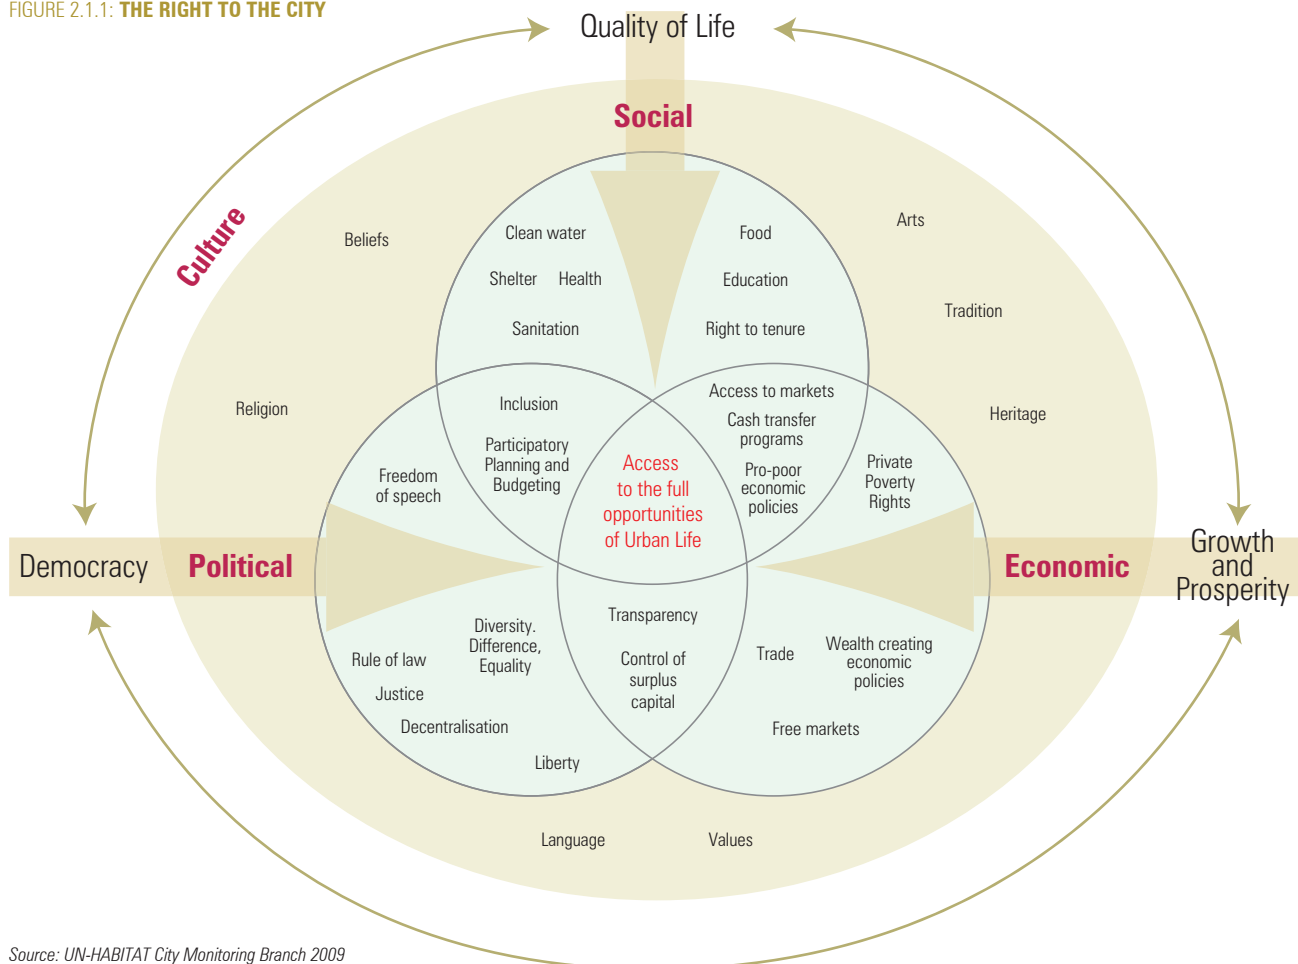 FIGURE 2.1.1: THE RIGHT TO THE CITY
Quality of Life
Social
Culture
Beliefs
Arts
Clean water
Food
Shelter
Health
Education
Tradition
Sanitation
Right to tenure
Religion
Heritage
Inclusion
Access to markets
Participatory
Planning and
Budgeting
Cash transfer
programs
Freedom
of speech
Access
to the full
opportunities
of Urban Life
Pro-poor
economic
policies
Private
Poverty
Rights
Democracy
Political
Economic
Growth
and
Prosperity
Diversity.
Difference,
Equality
Transparency
Rule of law
Control of
surplus
capital
Trade
Wealth creating
economic
policies
Justice
Decentralisation
Free markets
Liberty
Language
Values
Source: UN-HABITAT City Monitoring Branch 2009